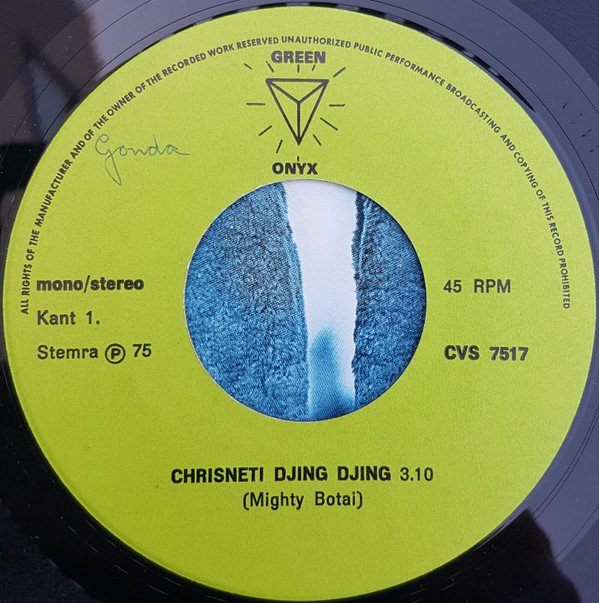 ALL RIGHTS OF THE MANUFACTURER AND OF THE OWNER OF THE RECORDED WORK RESERVED UNAUTHORIZED PUBLIC PERFORMANCE BROADCASTING AND COPYING OF THIS RECORD PROHIBITED
GREEN
ONYX
Gonda
mono/stereo
Kant 1.
Stemra Ⓟ 75
45 RPM
CVS 7517
CHRISNETI DJING DJING 3.10
(Mighty Botai)